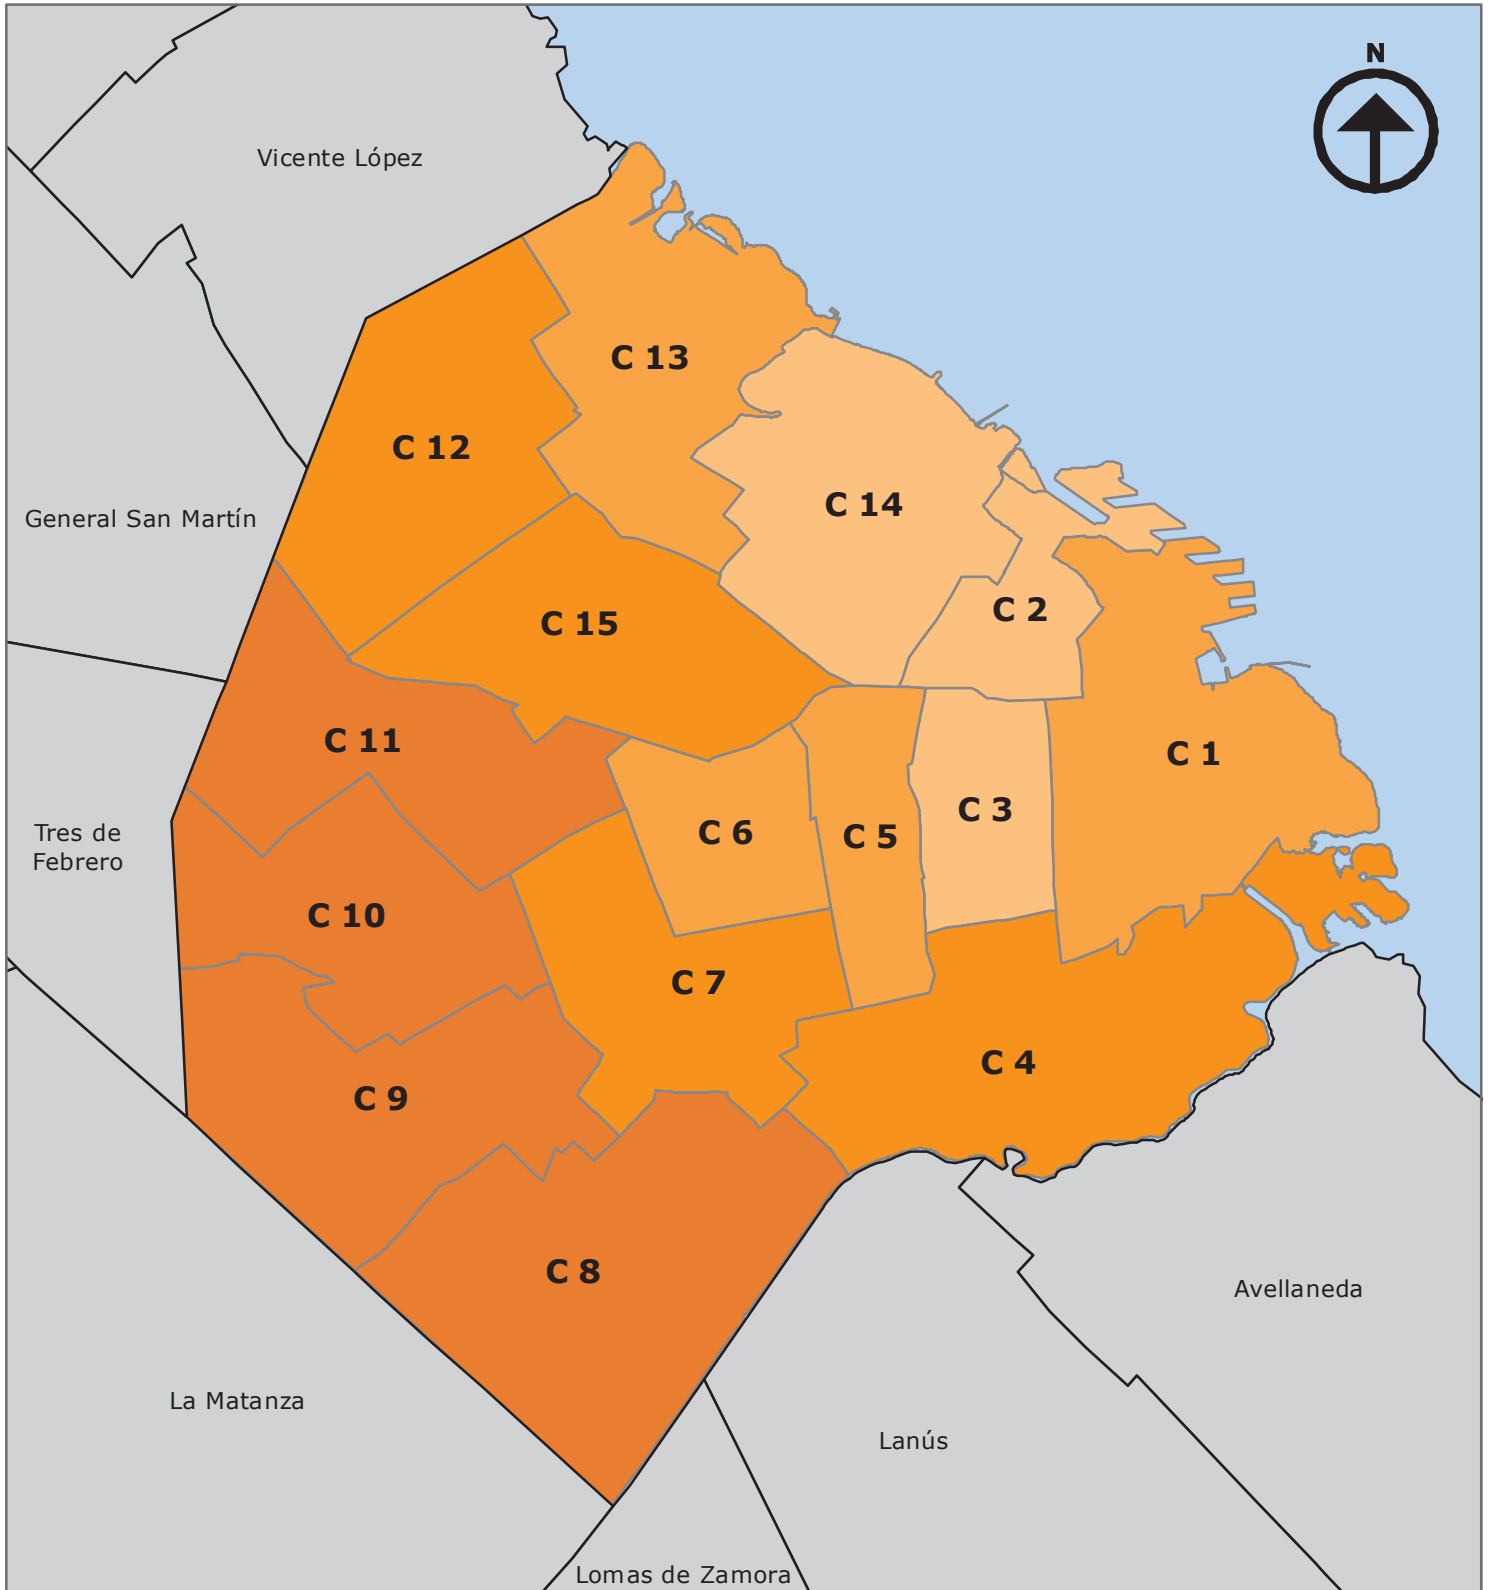 N
Vicente López
C 13
C 12
C 14
General San Martín
C 2
C 15
C 11
C 1
C 3
C 6
C 5
Tres de
Febrero
C 10
C 7
C 4
C 9
C 8
Avellaneda
La Matanza
Lanús
Lomas de Zamora